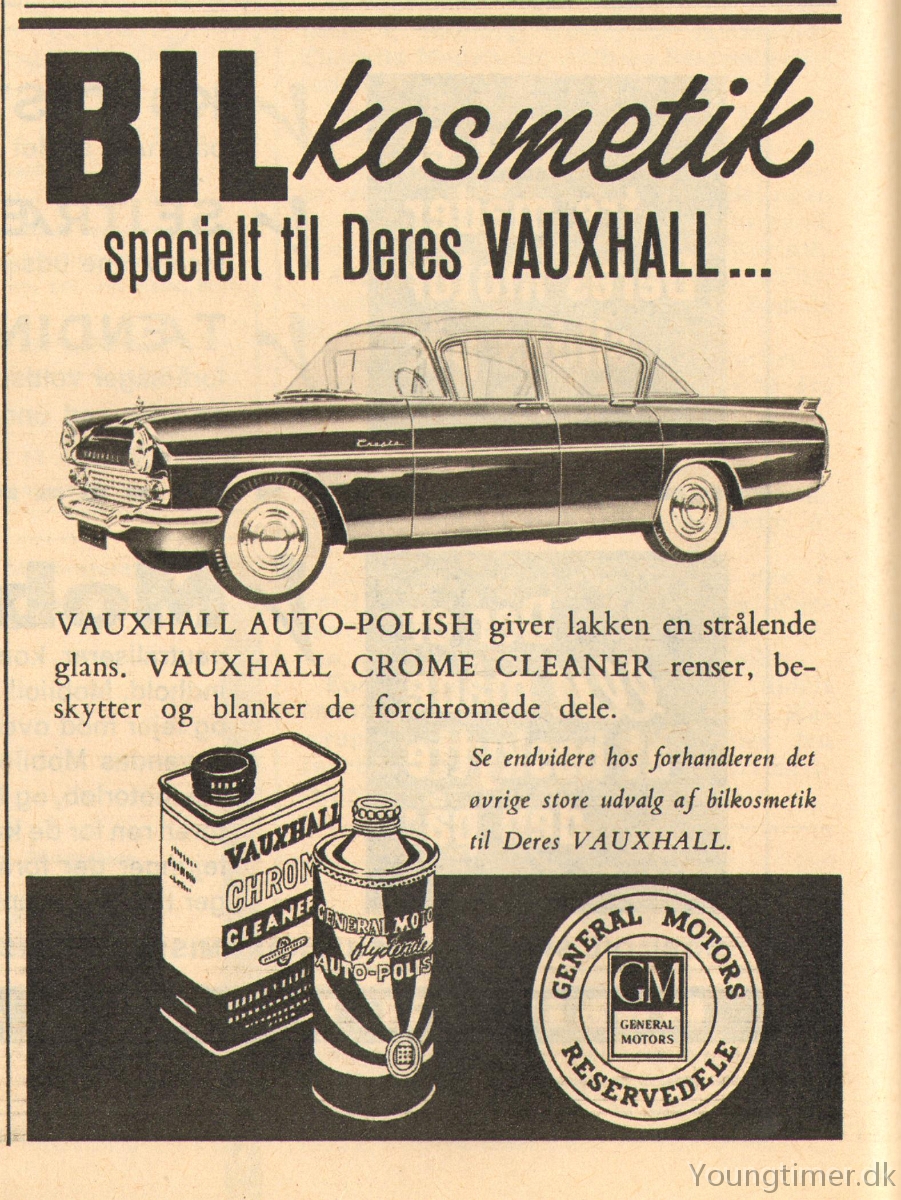 BIL kosmetik
specielt til Deres VAUXHALL...
Cresta
VAUXHALL
VAUXHALL AUTO-POLISH giver lakken en strålende
glans. VAUXHALL CROME CLEANER renser, be-
skytter og blanker de forchromede dele.
Se endvidere hos forhandleren det
øvrige store udvalg af bilkosmetik
til Deres VAUXHALL.
VAUXHALL
CHROM
CLEANER
GENERAL MOTO
AUTO-POLIS
GENERAL MOTORS
GM
GENERAL
MOTORS
RESERVEDELE
Youngtimer.dk